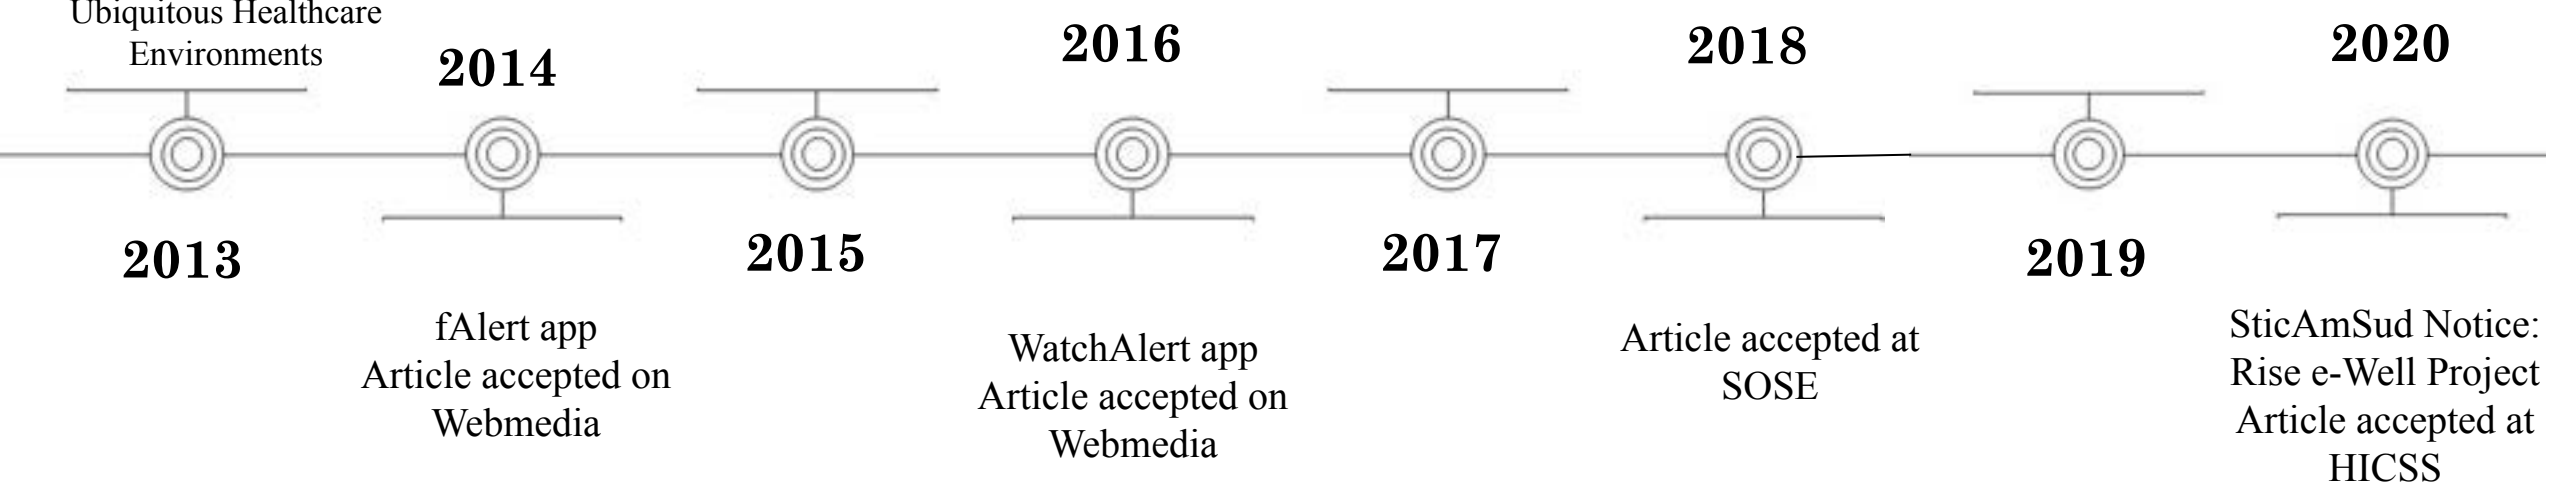 Ubiquitous Healthcare
Environments
2013
2014
fAlert app
Article accepted on
Webmedia
2015
2016
WatchAlert app
Article accepted on
Webmedia
2017
2018
Article accepted at
SOSE
2019
2020
SticAmSud Notice:
Rise e-Well Project
Article accepted at
HICSS